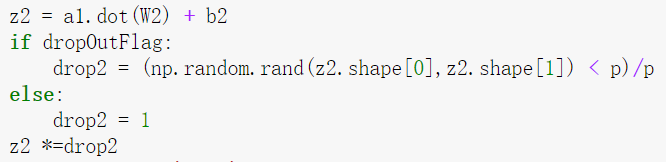 z2 = a1.dot(W2) + b2
if dropOutFlag:
    drop2 = (np.random.rand(z2.shape[0],z2.shape[1]) < p)/p
else:
    drop2 = 1
z2 *=drop2